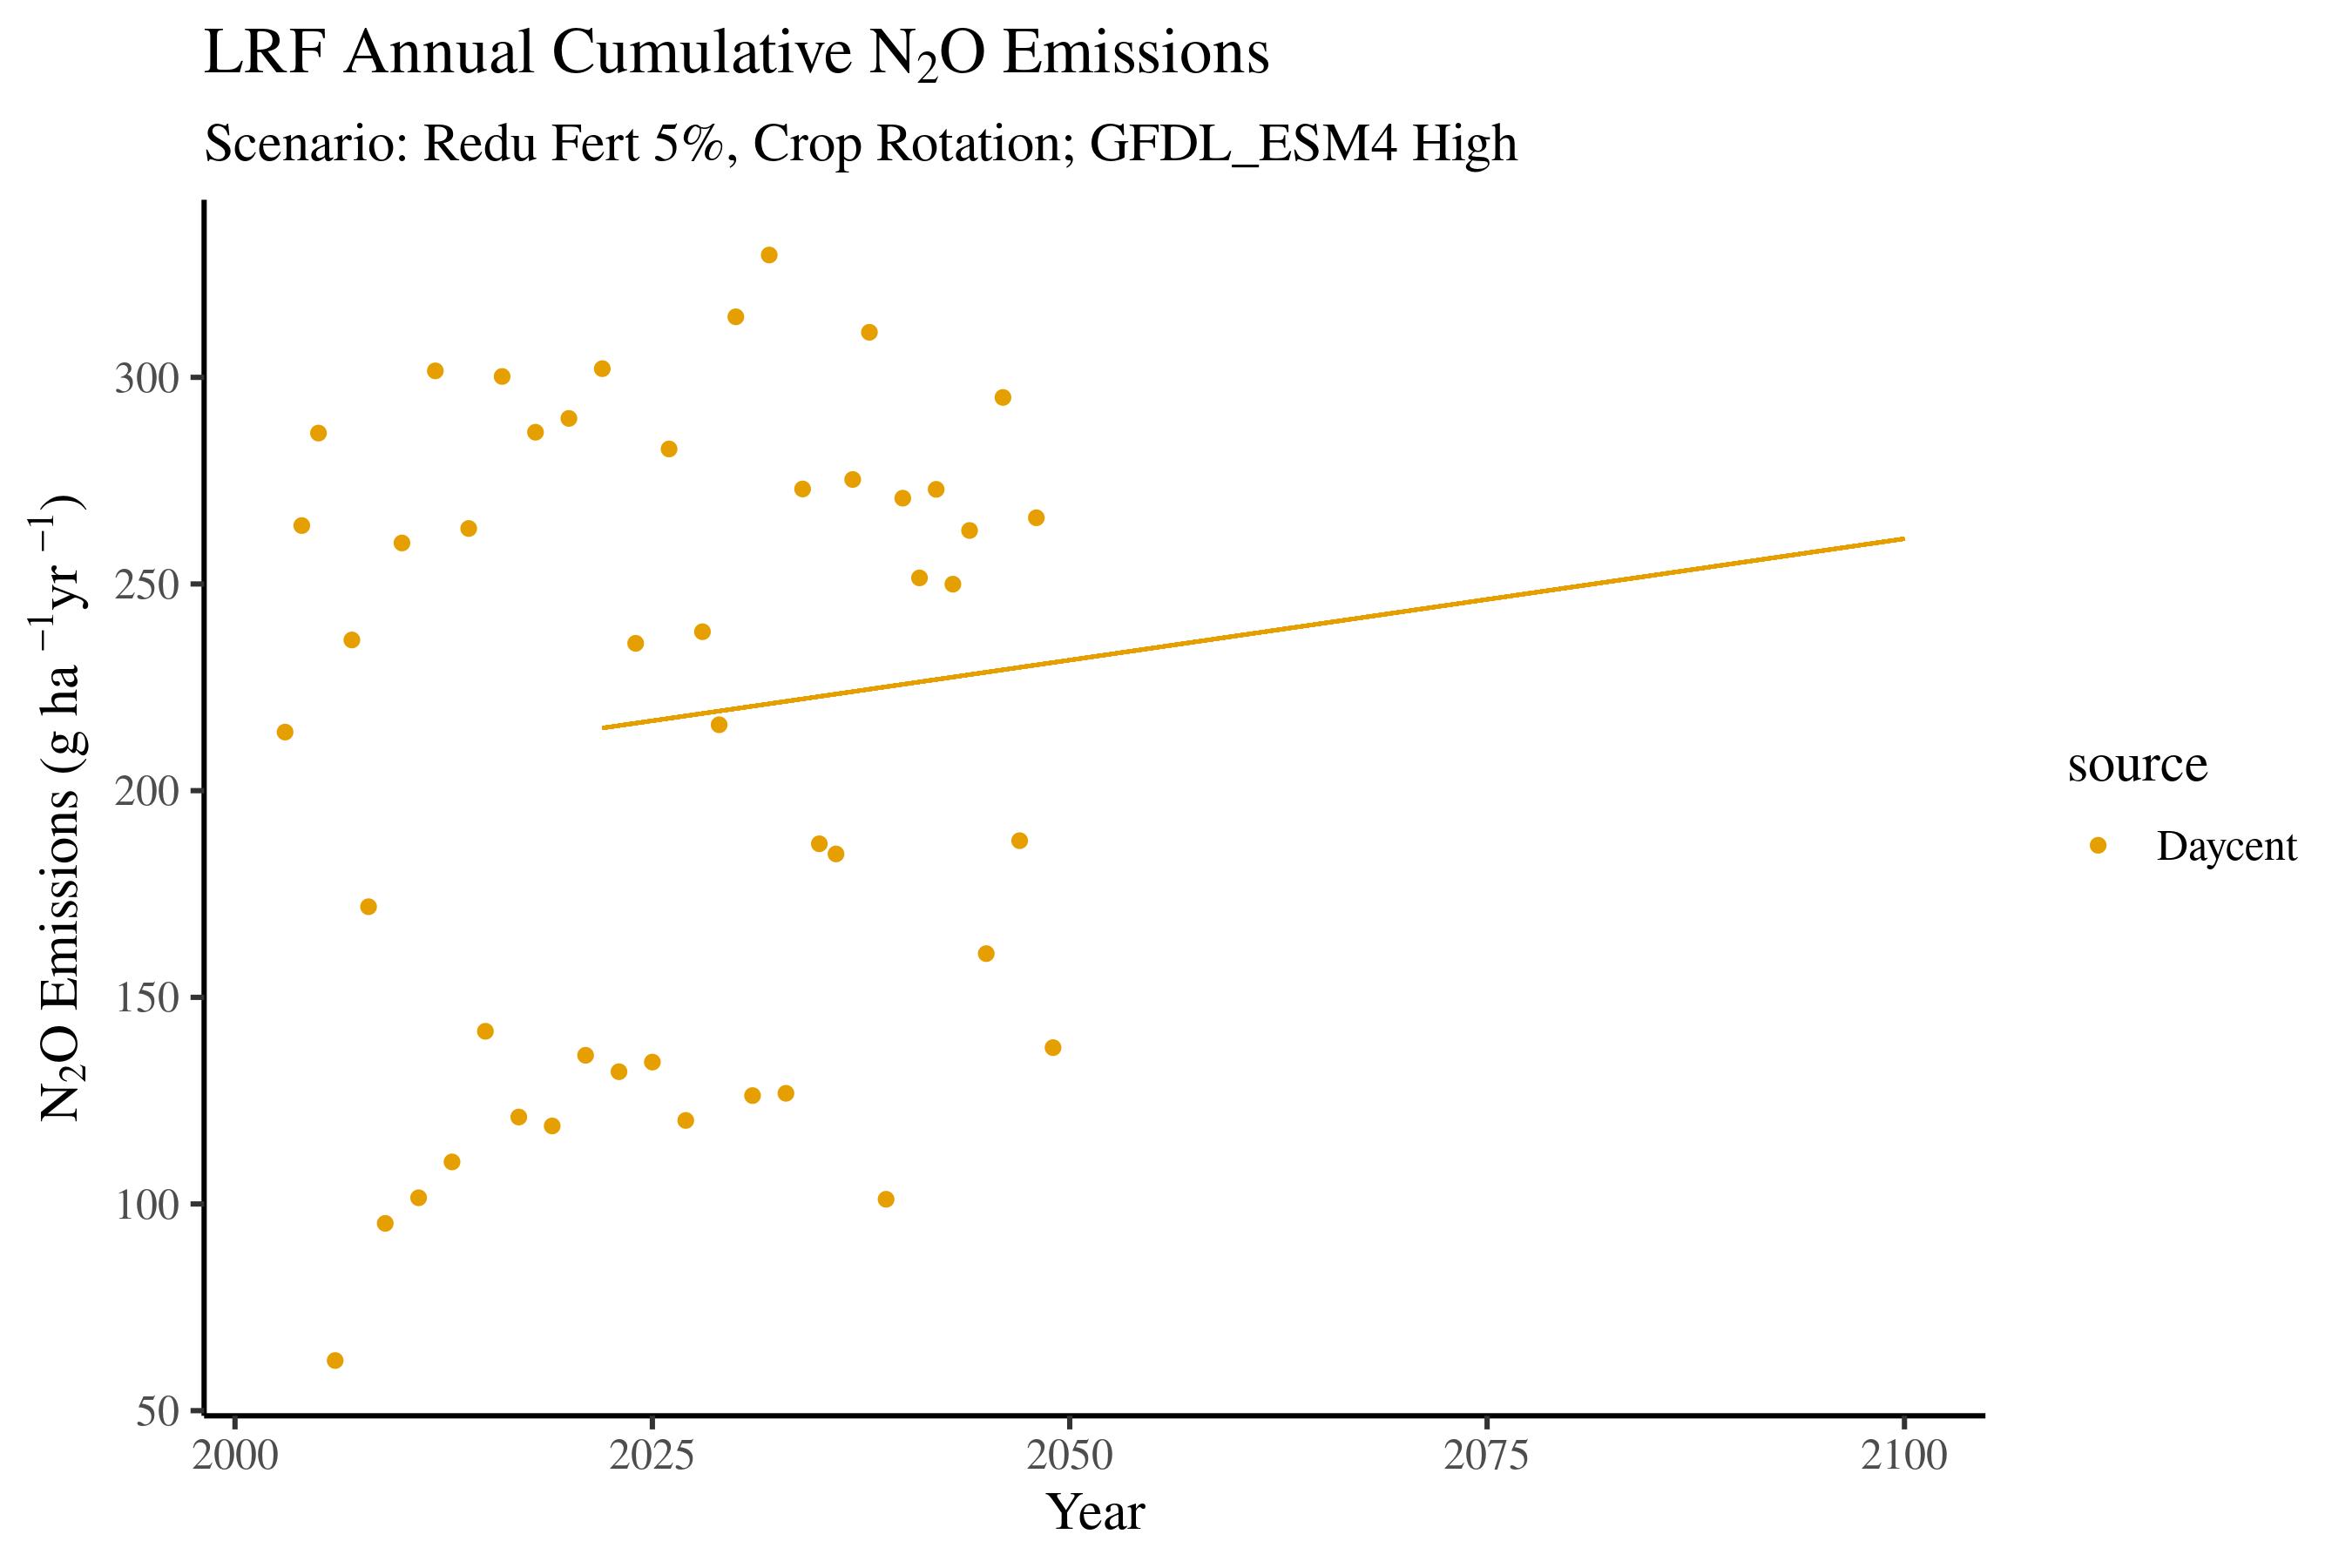 LRF Annual Cumulative N₂O Emissions
Scenario: Redu Fert 5%, Crop Rotation; GFDL_ESM4 High
N₂O Emissions (g ha ⁻¹yr ⁻¹)
300
250
200
150
100
50
source
Daycent
2000 2025 2050 2075 2100
Year